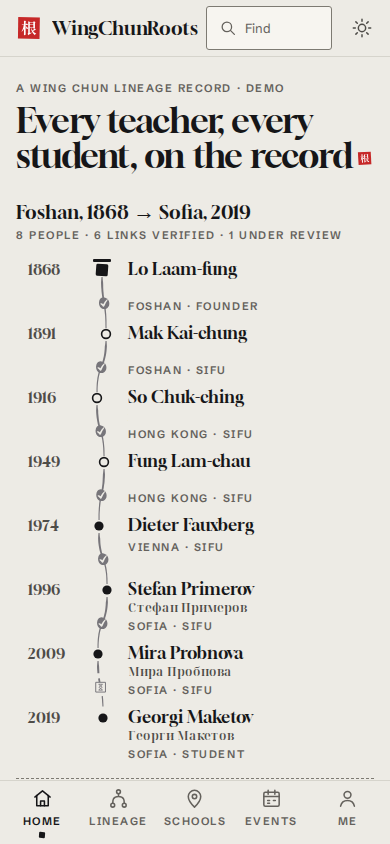 根 WingChunRoots Find
A WING CHUN LINEAGE RECORD · DEMO
Every teacher, every
student, on the record 根
Foshan, 1868 → Sofia, 2019
8 PEOPLE · 6 LINKS VERIFIED · 1 UNDER REVIEW
1868 Lo Laam-fung
FOSHAN · FOUNDER
1891 Mak Kai-chung
FOSHAN · SIFU
1916 So Chuk-ching
HONG KONG · SIFU
1949 Fung Lam-chau
HONG KONG · SIFU
1974 Dieter Fauxberg
VIENNA · SIFU
1996 Stefan Primerov
Стефан Примеров
SOFIA · SIFU
2009 Mira Probnova
Мира Пробнова
SOFIA · SIFU
2019 Georgi Maketov
Георги Макетов
SOFIA · STUDENT
HOME LINEAGE SCHOOLS EVENTS ME